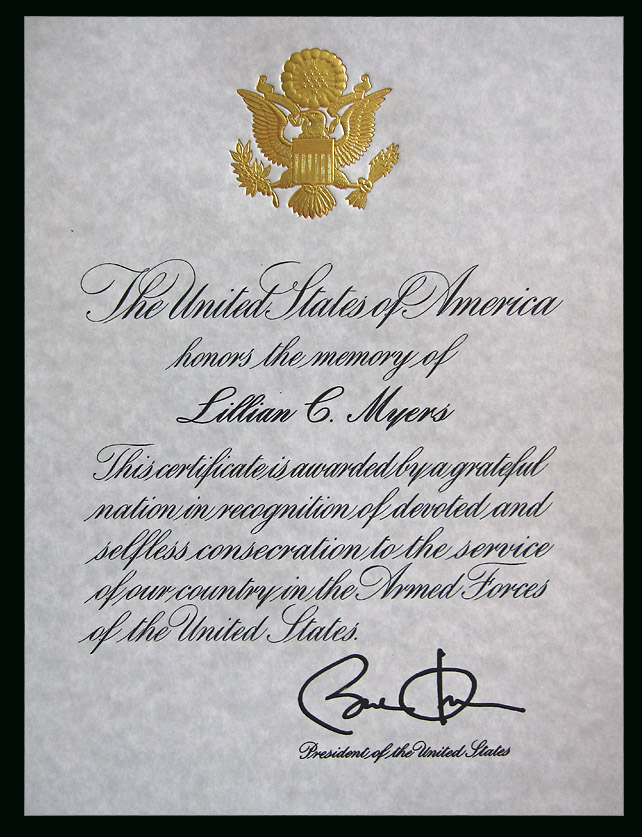 The United States of America
honors the memory of
Lillian C. Myers
This certificate is awarded by a grateful
nation in recognition of devoted and
selfless consecration to the service
of our country in the Armed Forces
of the United States.
President of the United States